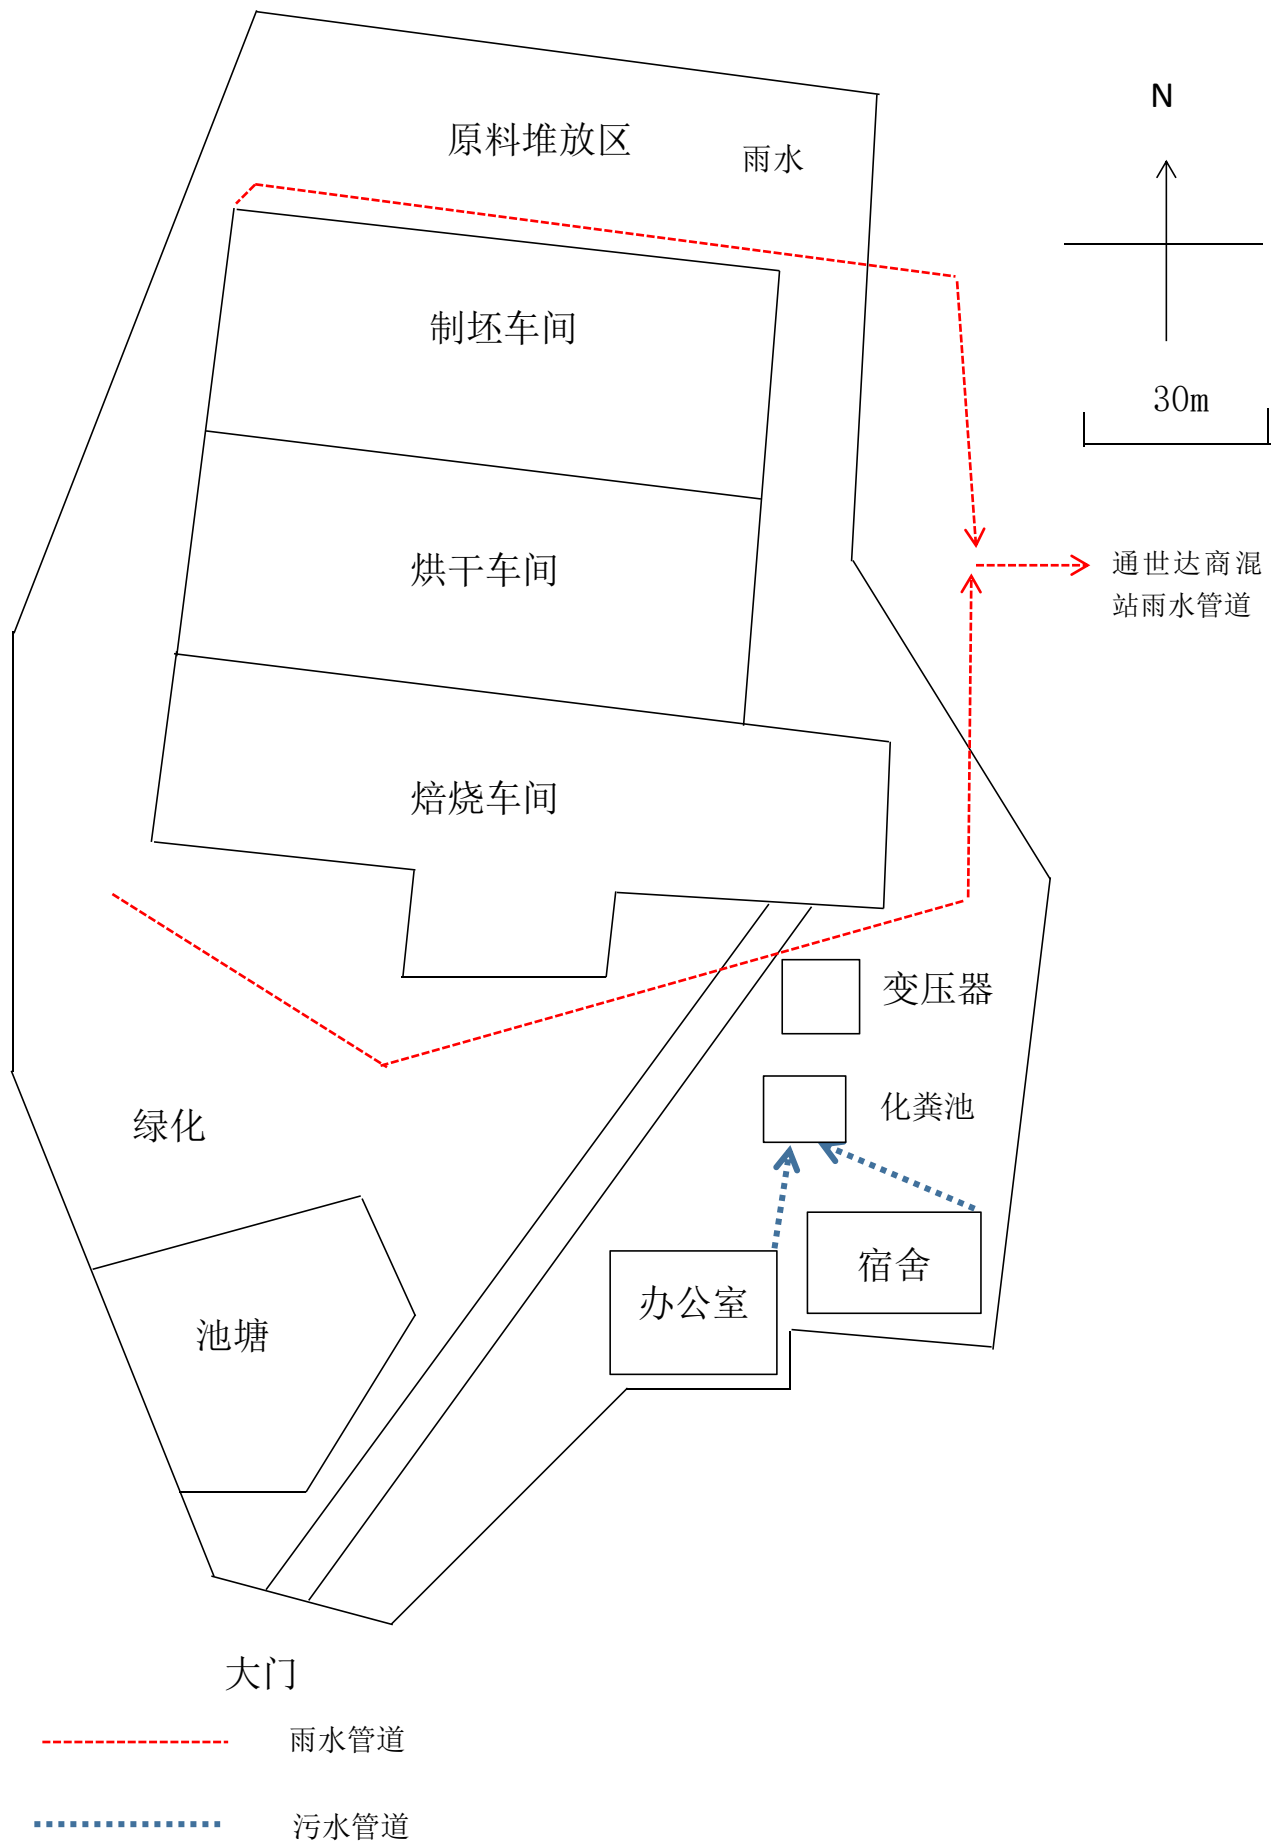 N
原料堆放区
雨水
制坯车间
30m
烘干车间
通世达商混
站雨水管道
焙烧车间
变压器
化粪池
绿化
宿舍
办公室
池塘
大门
雨水管道
污水管道